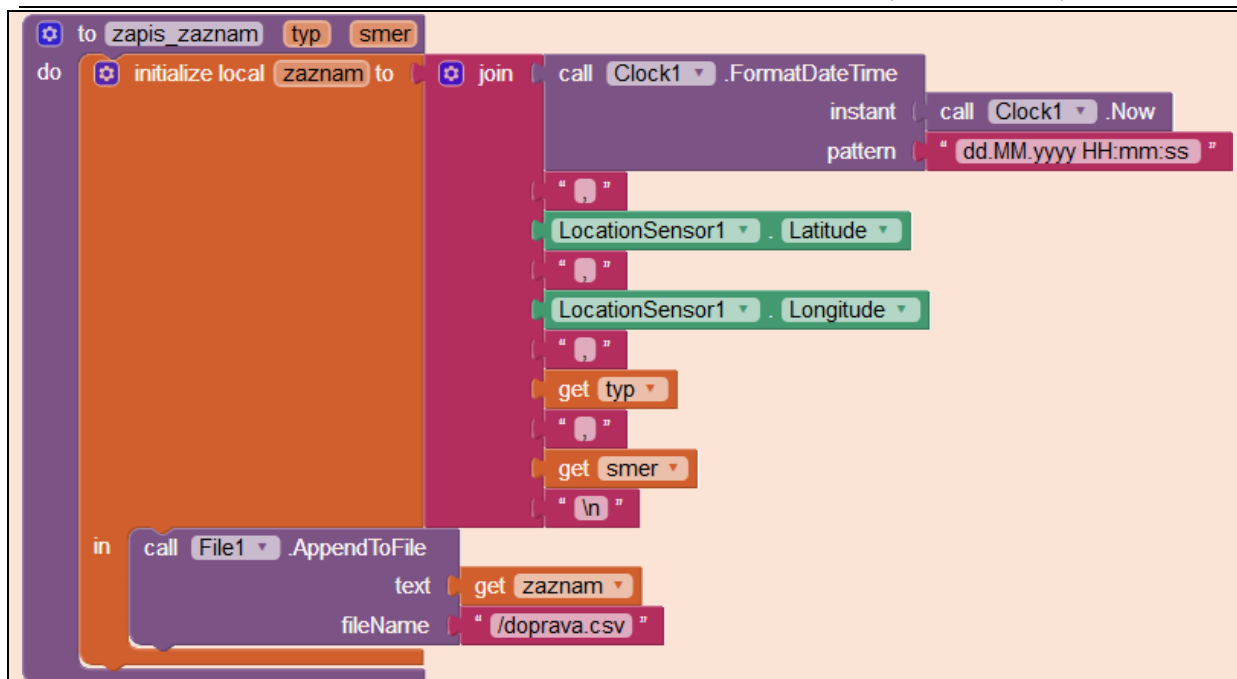 to zapis_zaznam typ smer
do initialize local zaznam to join call Clock1 .FormatDateTime
instant call Clock1 .Now
pattern " dd.MM.yyyy HH:mm:ss "
" , "
LocationSensor1 . Latitude
" , "
LocationSensor1 . Longitude
" , "
get typ
" , "
get smer
" \n "
in call File1 .AppendToFile
text get zaznam
fileName " /doprava.csv "